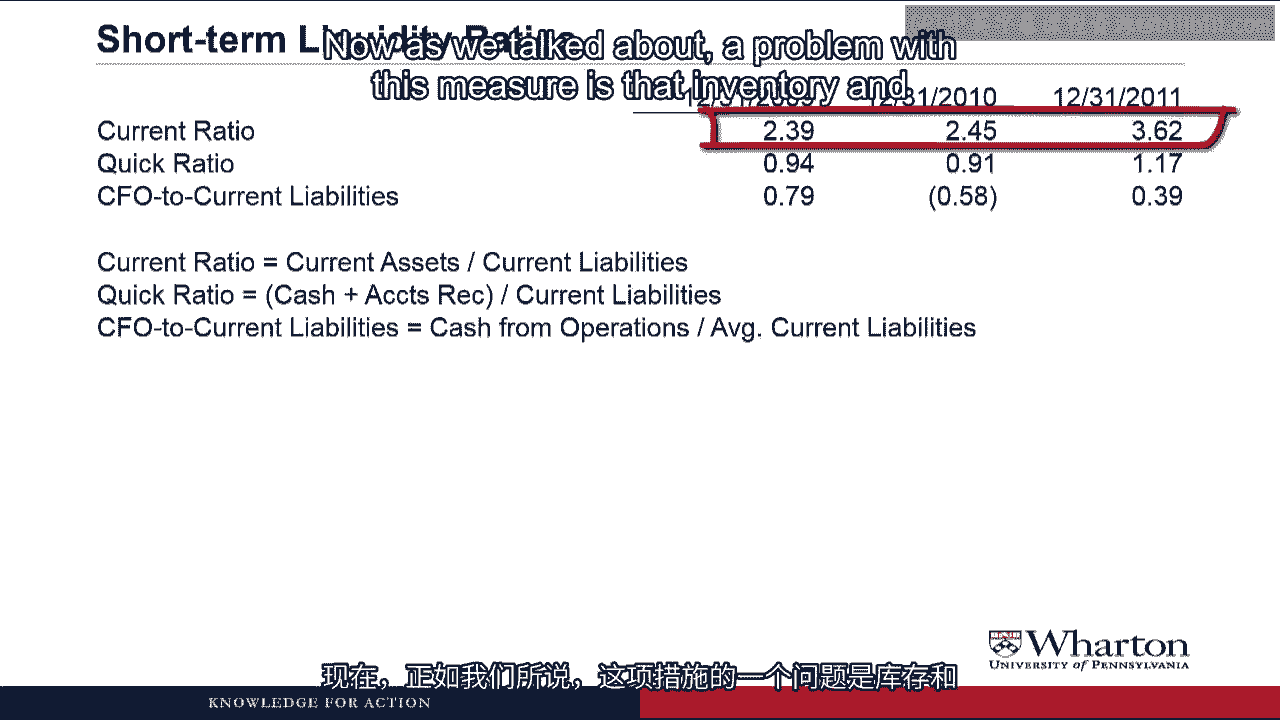 Short-term Liquidity Ratios
Now as we talked about, a problem with
this measure is that inventory and
12/31/2009 12/31/2010 12/31/2011
Current Ratio 2.39 2.45 3.62
Quick Ratio 0.94 0.91 1.17
CFO-to-Current Liabilities 0.79 (0.58) 0.39
Current Ratio = Current Assets / Current Liabilities
Quick Ratio = (Cash + Accts Rec) / Current Liabilities
CFO-to-Current Liabilities = Cash from Operations / Avg. Current Liabilities
Wharton
UNIVERSITY of PENNSYLVANIA
现在，正如我们所说，这项措施的一个问题是库存和
KNOWLEDGE FOR ACTION